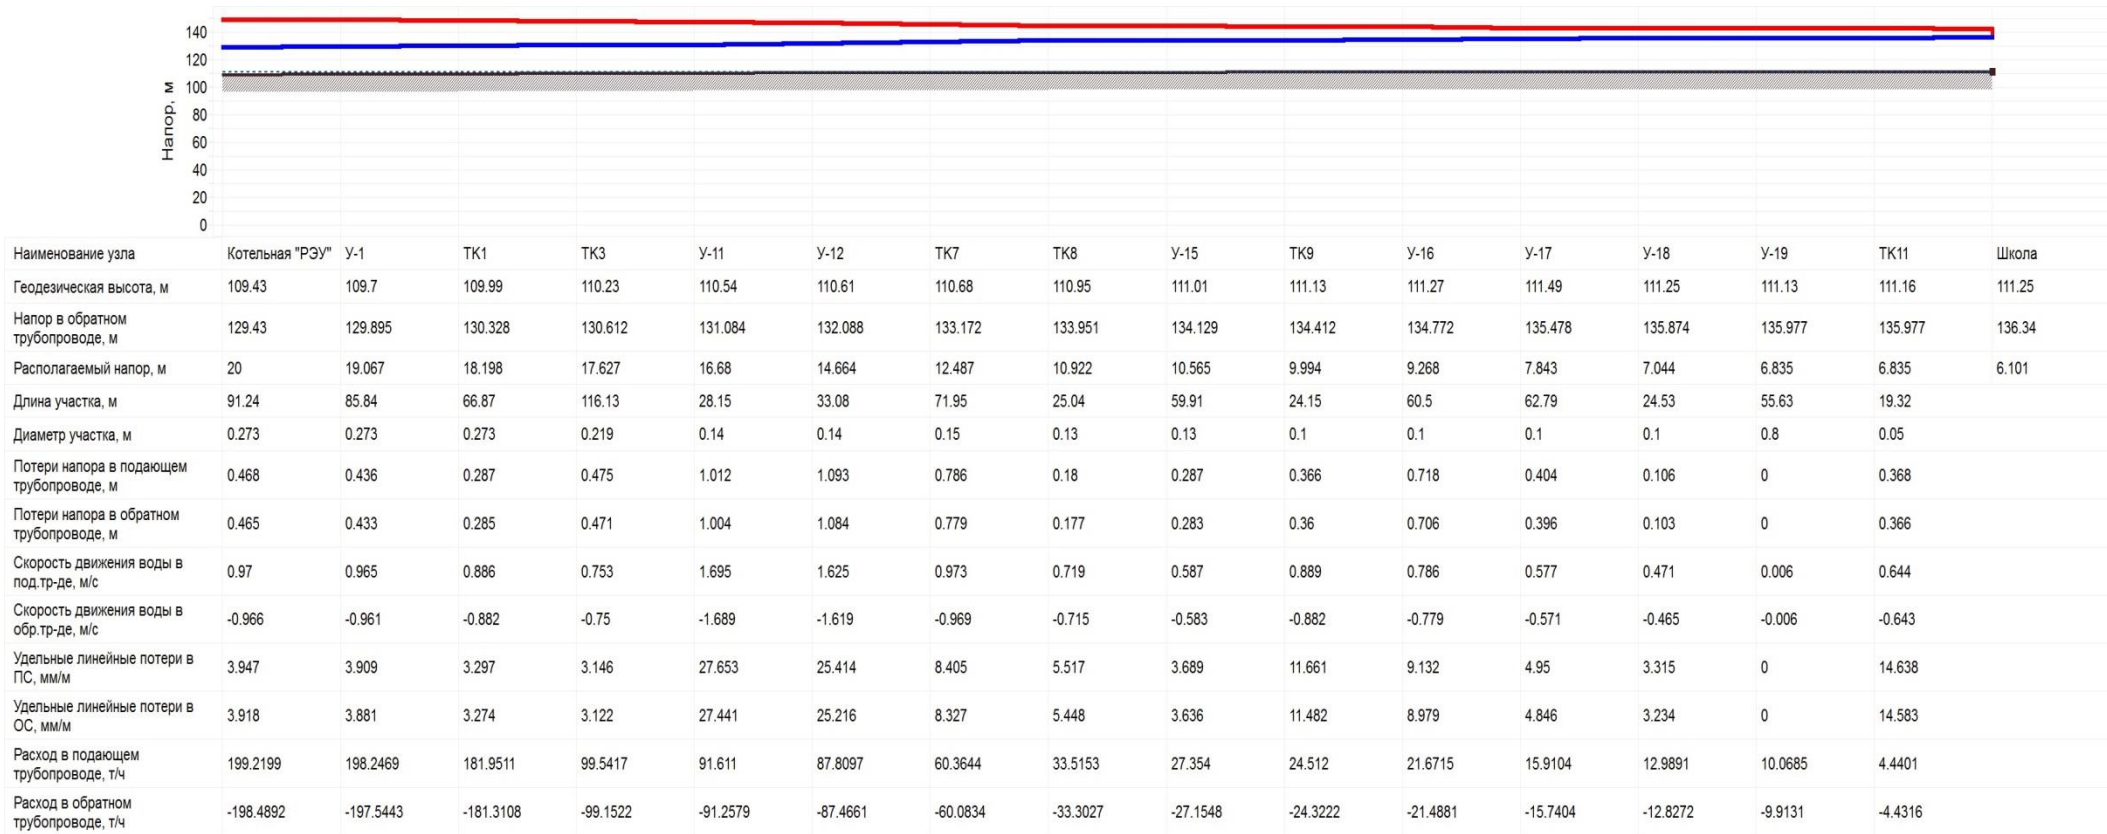 140
120
100
80
60
40
20
0
Напор, м
Наименование узла Котельная "РЭУ" У-1 ТК1 ТК3 У-11 У-12 ТК7 ТК8 У-15 ТК9 У-16 У-17 У-18 У-19 ТК11 Школа
Геодезическая высота, м 109.43 109.7 109.99 110.23 110.54 110.61 110.68 110.95 111.01 111.13 111.27 111.49 111.25 111.13 111.16 111.25
Напор в обратном
трубопроводе, м 129.43 129.895 130.328 130.612 131.084 132.088 133.172 133.951 134.129 134.412 134.772 135.478 135.874 135.977 135.977 136.34
Располагаемый напор, м 20 19.067 18.198 17.627 16.68 14.664 12.487 10.922 10.565 9.994 9.268 7.843 7.044 6.835 6.835 6.101
Длина участка, м 91.24 85.84 66.87 116.13 28.15 33.08 71.95 25.04 59.91 24.15 60.5 62.79 24.53 55.63 19.32
Диаметр участка, м 0.273 0.273 0.273 0.219 0.14 0.14 0.15 0.13 0.13 0.1 0.1 0.1 0.1 0.8 0.05
Потери напора в подающем
трубопроводе, м 0.468 0.436 0.287 0.475 1.012 1.093 0.786 0.18 0.287 0.366 0.718 0.404 0.106 0 0.368
Потери напора в обратном
трубопроводе, м 0.465 0.433 0.285 0.471 1.004 1.084 0.779 0.177 0.283 0.36 0.706 0.396 0.103 0 0.366
Скорость движения воды в
под.тр-де, м/с 0.97 0.965 0.886 0.753 1.695 1.625 0.973 0.719 0.587 0.889 0.786 0.577 0.471 0.006 0.644
Скорость движения воды в
обр.тр-де, м/с -0.966 -0.961 -0.882 -0.75 -1.689 -1.619 -0.969 -0.715 -0.583 -0.882 -0.779 -0.571 -0.465 -0.006 -0.643
Удельные линейные потери в
ПС, мм/м 3.947 3.909 3.297 3.146 27.653 25.414 8.405 5.517 3.689 11.661 9.132 4.95 3.315 0 14.638
Удельные линейные потери в
ОС, мм/м 3.918 3.881 3.274 3.122 27.441 25.216 8.327 5.448 3.636 11.482 8.979 4.846 3.234 0 14.583
Расход в подающем
трубопроводе, т/ч 199.2199 198.2469 181.9511 99.5417 91.611 87.8097 60.3644 33.5153 27.354 24.512 21.6715 15.9104 12.9891 10.0685 4.4401
Расход в обратном
трубопроводе, т/ч -198.4892 -197.5443 -181.3108 -99.1522 -91.2579 -87.4661 -60.0834 -33.3027 -27.1548 -24.3222 -21.4881 -15.7404 -12.8272 -9.9131 -4.4316